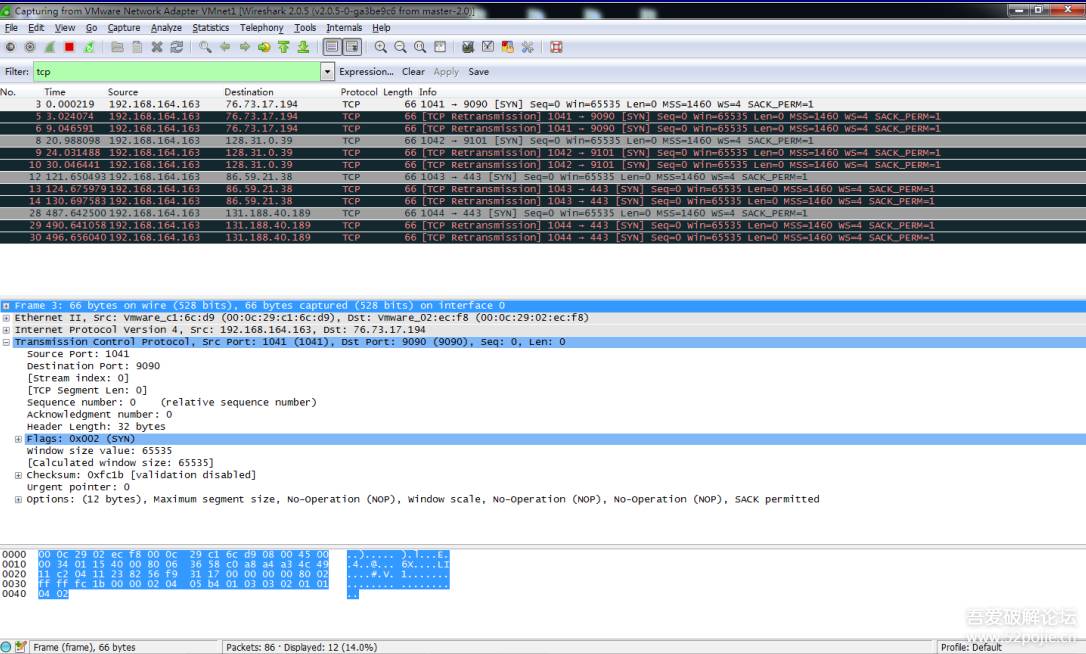 Capturing from VMware Network Adapter VMnet1 [Wireshark 2.0.5 (v2.0.5-0-ga3be9c6 from master-2.0)]
File Edit View Go Capture Analyze Statistics Telephony Tools Internals Help
Filter: tcp Expression... Clear Apply Save
No. Time Source Destination Protocol Length Info
3 0.000219 192.168.164.163 76.73.17.194 TCP 66 1041 → 9090 [SYN] Seq=0 Win=65535 Len=0 MSS=1460 WS=4 SACK_PERM=1
5 3.024074 192.168.164.163 76.73.17.194 TCP 66 [TCP Retransmission] 1041 → 9090 [SYN] Seq=0 Win=65535 Len=0 MSS=1460 WS=4 SACK_PERM=1
6 9.046591 192.168.164.163 76.73.17.194 TCP 66 [TCP Retransmission] 1041 → 9090 [SYN] Seq=0 Win=65535 Len=0 MSS=1460 WS=4 SACK_PERM=1
8 20.988098 192.168.164.163 128.31.0.39 TCP 66 1042 → 9101 [SYN] Seq=0 Win=65535 Len=0 MSS=1460 WS=4 SACK_PERM=1
9 24.031488 192.168.164.163 128.31.0.39 TCP 66 [TCP Retransmission] 1042 → 9101 [SYN] Seq=0 Win=65535 Len=0 MSS=1460 WS=4 SACK_PERM=1
10 30.046441 192.168.164.163 128.31.0.39 TCP 66 [TCP Retransmission] 1042 → 9101 [SYN] Seq=0 Win=65535 Len=0 MSS=1460 WS=4 SACK_PERM=1
12 121.650493 192.168.164.163 86.59.21.38 TCP 66 1043 → 443 [SYN] Seq=0 Win=65535 Len=0 MSS=1460 WS=4 SACK_PERM=1
13 124.675979 192.168.164.163 86.59.21.38 TCP 66 [TCP Retransmission] 1043 → 443 [SYN] Seq=0 Win=65535 Len=0 MSS=1460 WS=4 SACK_PERM=1
14 130.697583 192.168.164.163 86.59.21.38 TCP 66 [TCP Retransmission] 1043 → 443 [SYN] Seq=0 Win=65535 Len=0 MSS=1460 WS=4 SACK_PERM=1
28 487.642500 192.168.164.163 131.188.40.189 TCP 66 1044 → 443 [SYN] Seq=0 Win=65535 Len=0 MSS=1460 WS=4 SACK_PERM=1
29 490.641058 192.168.164.163 131.188.40.189 TCP 66 [TCP Retransmission] 1044 → 443 [SYN] Seq=0 Win=65535 Len=0 MSS=1460 WS=4 SACK_PERM=1
30 496.656040 192.168.164.163 131.188.40.189 TCP 66 [TCP Retransmission] 1044 → 443 [SYN] Seq=0 Win=65535 Len=0 MSS=1460 WS=4 SACK_PERM=1
Frame 3: 66 bytes on wire (528 bits), 66 bytes captured (528 bits) on interface 0
Ethernet II, Src: Vmware_c1:6c:d9 (00:0c:29:c1:6c:d9), Dst: Vmware_02:ec:f8 (00:0c:29:02:ec:f8)
Internet Protocol Version 4, Src: 192.168.164.163, Dst: 76.73.17.194
Transmission Control Protocol, Src Port: 1041 (1041), Dst Port: 9090 (9090), Seq: 0, Len: 0
Source Port: 1041
Destination Port: 9090
[Stream index: 0]
[TCP Segment Len: 0]
Sequence number: 0 (relative sequence number)
Acknowledgment number: 0
Header Length: 32 bytes
Flags: 0x002 (SYN)
Window size value: 65535
[Calculated window size: 65535]
Checksum: 0xfc1b [validation disabled]
Urgent pointer: 0
Options: (12 bytes), Maximum segment size, No-Operation (NOP), Window scale, No-Operation (NOP), No-Operation (NOP), SACK permitted
0000 00 0c 29 02 ec f8 00 0c 29 c1 6c d9 08 00 45 00 ..)..... ).l...E.
0010 00 34 01 15 40 00 80 06 36 58 c0 a8 a4 a3 4c 49 .4..@... 6X....LI
0020 11 c2 04 11 23 82 56 f9 31 17 00 00 00 00 80 02 ....#.V. 1.......
0030 ff ff fc 1b 00 00 02 04 05 b4 01 03 03 02 01 01 ........ ........
0040 04 02 ..
吾爱破解论坛
www.52pojie.cn
Frame (frame), 66 bytes Packets: 86 · Displayed: 12 (14.0%) Profile: Default